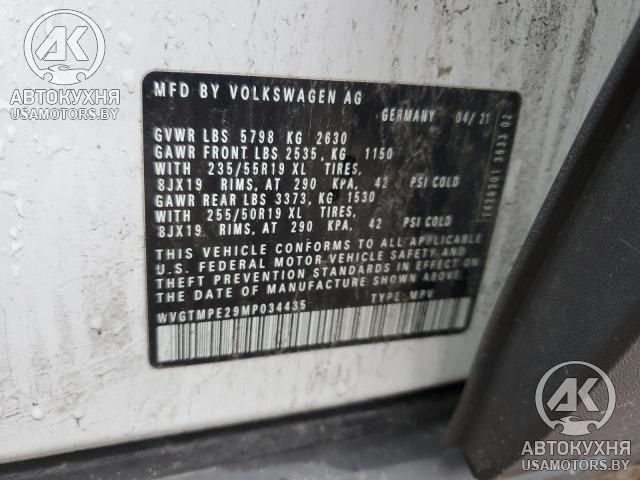 АК
АВТОКУХНЯ
USAMOTORS.BY
MFD BY VOLKSWAGEN AG
GERMANY 04/21
GVWR LBS 5798 KG 2630
GAWR FRONT LBS 2535, KG 1150
WITH 235/55R19 XL TIRES,
8JX19 RIMS, AT 290 KPA, 42 PSI COLD
GAWR REAR LBS 3373, KG 1530
WITH 255/50R19 XL TIRES,
8JX19 RIMS, AT 290 KPA, 42 PSI COLD
THIS VEHICLE CONFORMS TO ALL APPLICABLE
U.S. FEDERAL MOTOR VEHICLE SAFETY AND
THEFT PREVENTION STANDARDS IN EFFECT ON
THE DATE OF MANUFACTURE SHOWN ABOVE.
WVGTMPE29MP034435 TYPE: MPV
3633 02
АК
АВТОКУХНЯ
USAMOTORS.BY